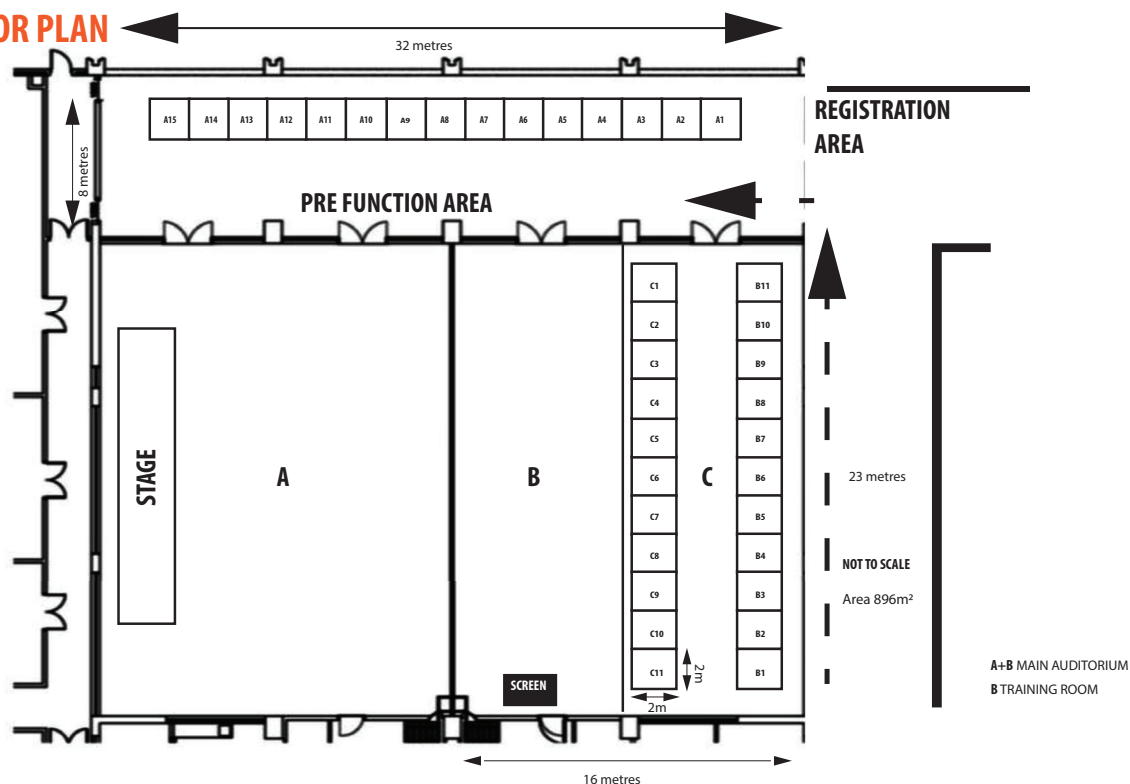 OR PLAN
32 metres
A15 A14 A13 A12 A11 A10 A9 A8 A7 A6 A5 A4 A3 A2 A1
REGISTRATION
AREA
8 metres
PRE FUNCTION AREA
C1 B11
C2 B10
C3 B9
C4 B8
C5 B7
STAGE
A
B
C6 C B6
23 metres
C7 B5
C8 B4
NOT TO SCALE
C9 B3
Area 896m²
C10 B2
C11 B1
2m
2m
SCREEN
A+B MAIN AUDITORIUM
B TRAINING ROOM
16 metres